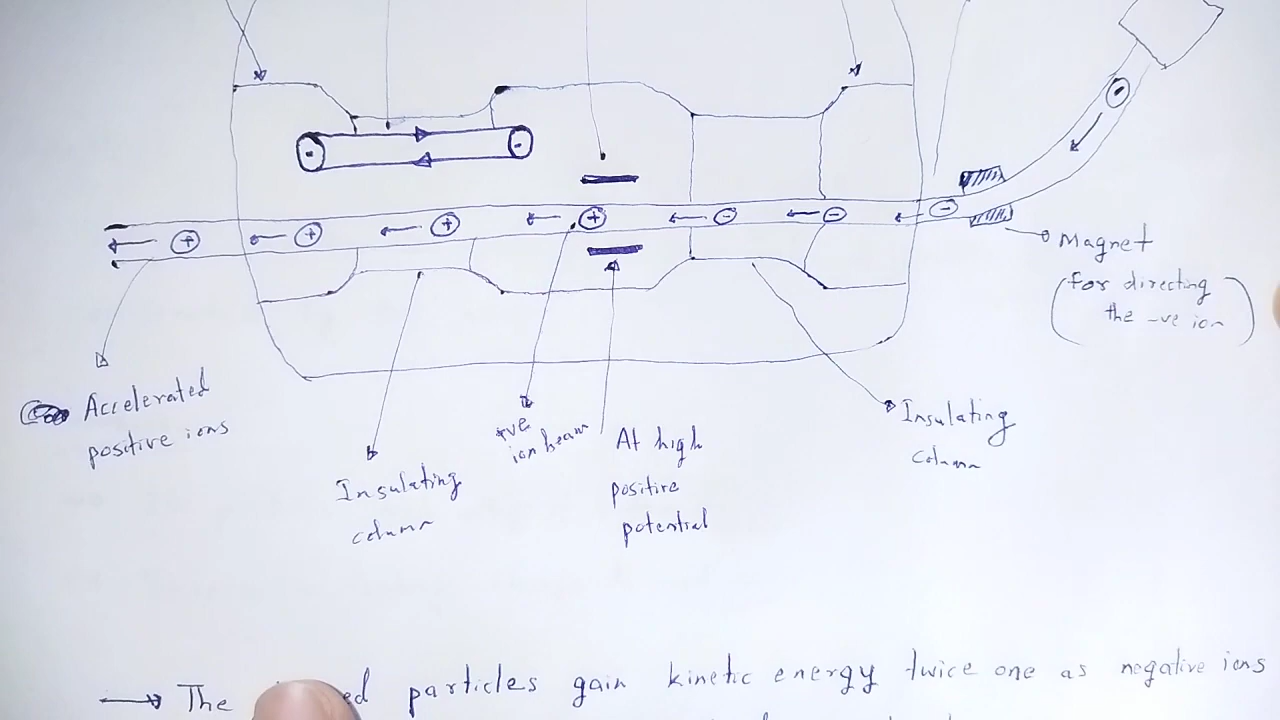 Magnet
(for directing
the -ve ion)
Accelerated
positive ions
+ve
ion beam
At high
positive
potential
Insulating
column
Insulating
column
→ The ed particles gain kinetic energy twice one as negative ions